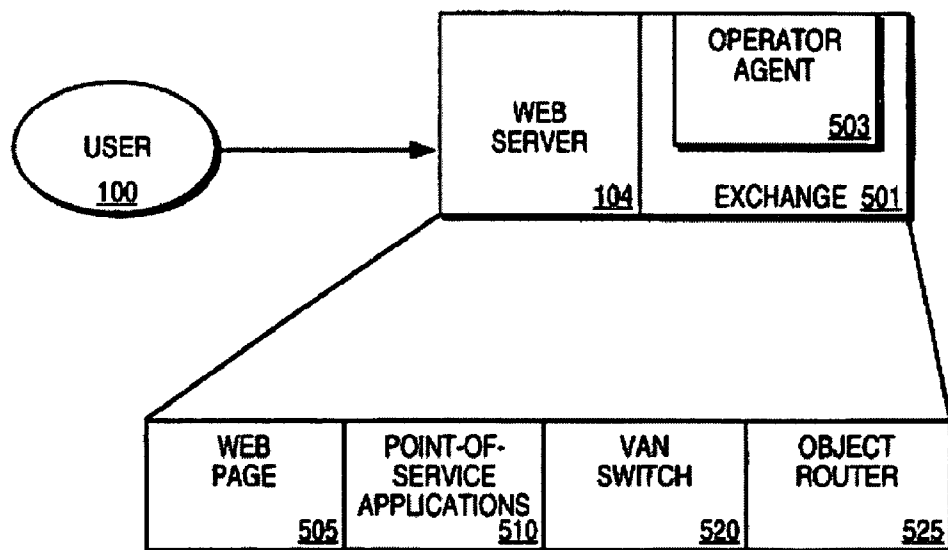 USER
100
WEB
SERVER
104
OPERATOR
AGENT
503
EXCHANGE 501
WEB
PAGE
505
POINT-OF-
SERVICE
APPLICATIONS
510
VAN
SWITCH
520
OBJECT
ROUTER
525